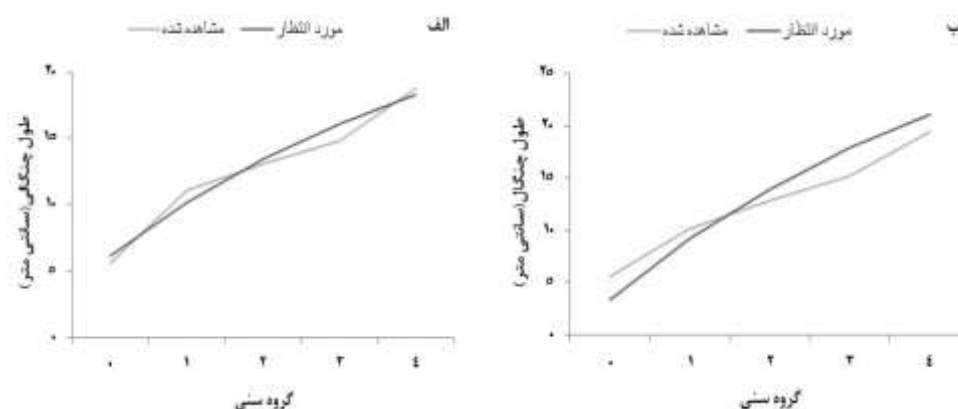 الف
مورد انتظار
مشاهده شده
طول چنگالی(سانتی متر)
۲۰
۱۵
۱۰
۵
۰
۰ ۱ ۲ ۳ ٤
گروه سنی
ب
مورد انتظار
مشاهده شده
طول چنگال(سانتی متر)
۲۵
۲۰
۱۵
۱۰
۵
۰
۰ ۱ ۲ ۳ ٤
گروه سنی